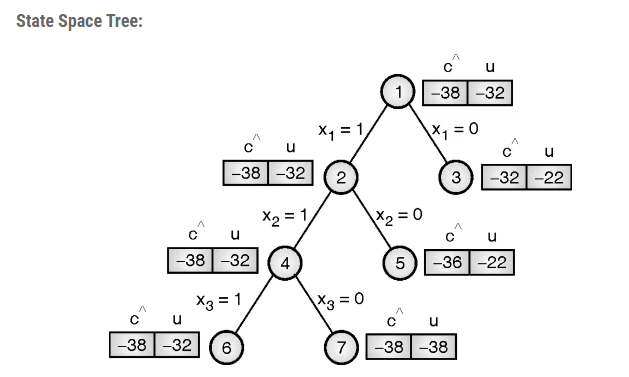 State Space Tree:
c^ u
1 –38 –32
x1 = 1 x1 = 0
c^ u
–38 –32 2
c^ u
3 –32 –22
x2 = 1 x2 = 0
c^ u
–38 –32 4
c^ u
5 –36 –22
x3 = 1 x3 = 0
c^ u
–38 –32 6
c^ u
7 –38 –38